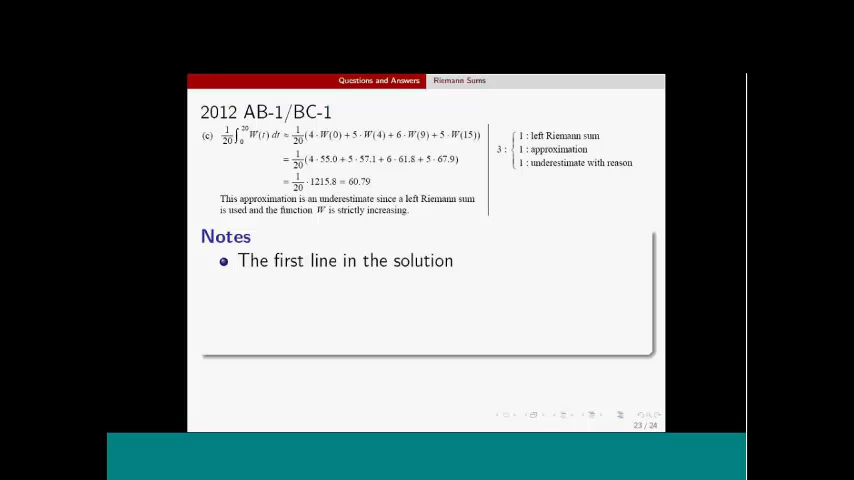 Questions and Answers Riemann Sums
2012 AB-1/BC-1
(c) 1/20 ∫₀²⁰ W(t) dt ≈ 1/20 (4 · W(0) + 5 · W(4) + 6 · W(9) + 5 · W(15))
= 1/20 (4 · 55.0 + 5 · 57.1 + 6 · 61.8 + 5 · 67.9)
= 1/20 · 1215.8 = 60.79
This approximation is an underestimate since a left Riemann sum
is used and the function W is strictly increasing.
3 : { 1 : left Riemann sum
1 : approximation
1 : underestimate with reason
Notes
The first line in the solution
23 / 24